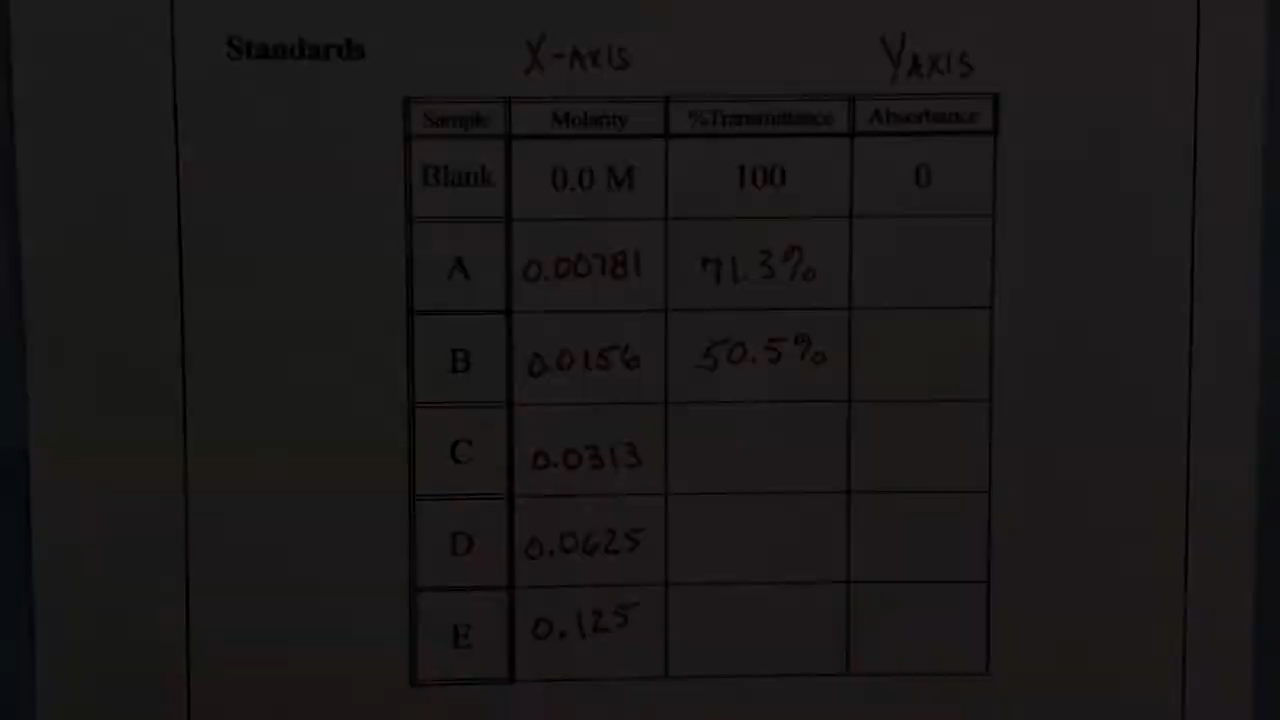 Standards X-AXIS YAXIS
Sample Molarity %Transmittance Absorbance
Blank 0.0 M 100 0
A 0.00781 71.3%
B 0.0156 50.5%
C 0.0313
D 0.0625
E 0.125